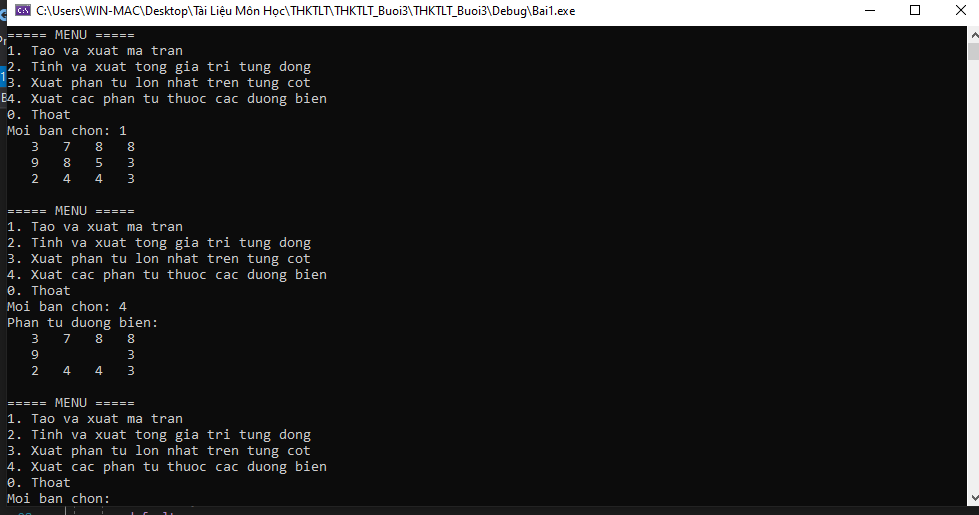 C:\Users\WIN-MAC\Desktop\Tài Liệu Môn Học\THKTLT\THKTLT_Buoi3\THKTLT_Buoi3\Debug\Bai1.exe
===== MENU =====
1. Tao va xuat ma tran
2. Tinh va xuat tong gia tri tung dong
3. Xuat phan tu lon nhat tren tung cot
4. Xuat cac phan tu thuoc cac duong bien
0. Thoat
Moi ban chon: 1
   3   7   8   8
   9   8   5   3
   2   4   4   3

===== MENU =====
1. Tao va xuat ma tran
2. Tinh va xuat tong gia tri tung dong
3. Xuat phan tu lon nhat tren tung cot
4. Xuat cac phan tu thuoc cac duong bien
0. Thoat
Moi ban chon: 4
Phan tu duong bien:
   3   7   8   8
   9           3
   2   4   4   3

===== MENU =====
1. Tao va xuat ma tran
2. Tinh va xuat tong gia tri tung dong
3. Xuat phan tu lon nhat tren tung cot
4. Xuat cac phan tu thuoc cac duong bien
0. Thoat
Moi ban chon: